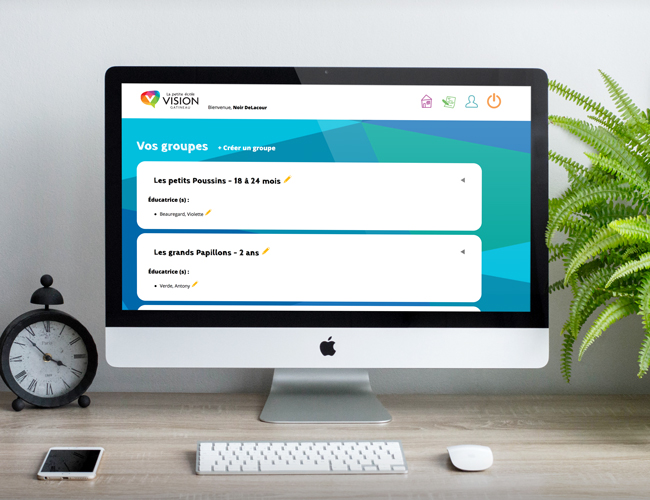 La petite école
VISION
GATINEAU
Bienvenue, Noir DeLacour
Vos groupes + Créer un groupe
Les petits Poussins - 18 à 24 mois
Éducatrice (s) :
• Beauregard, Violette
Les grands Papillons - 2 ans
Éducatrice (s) :
• Verde, Antony